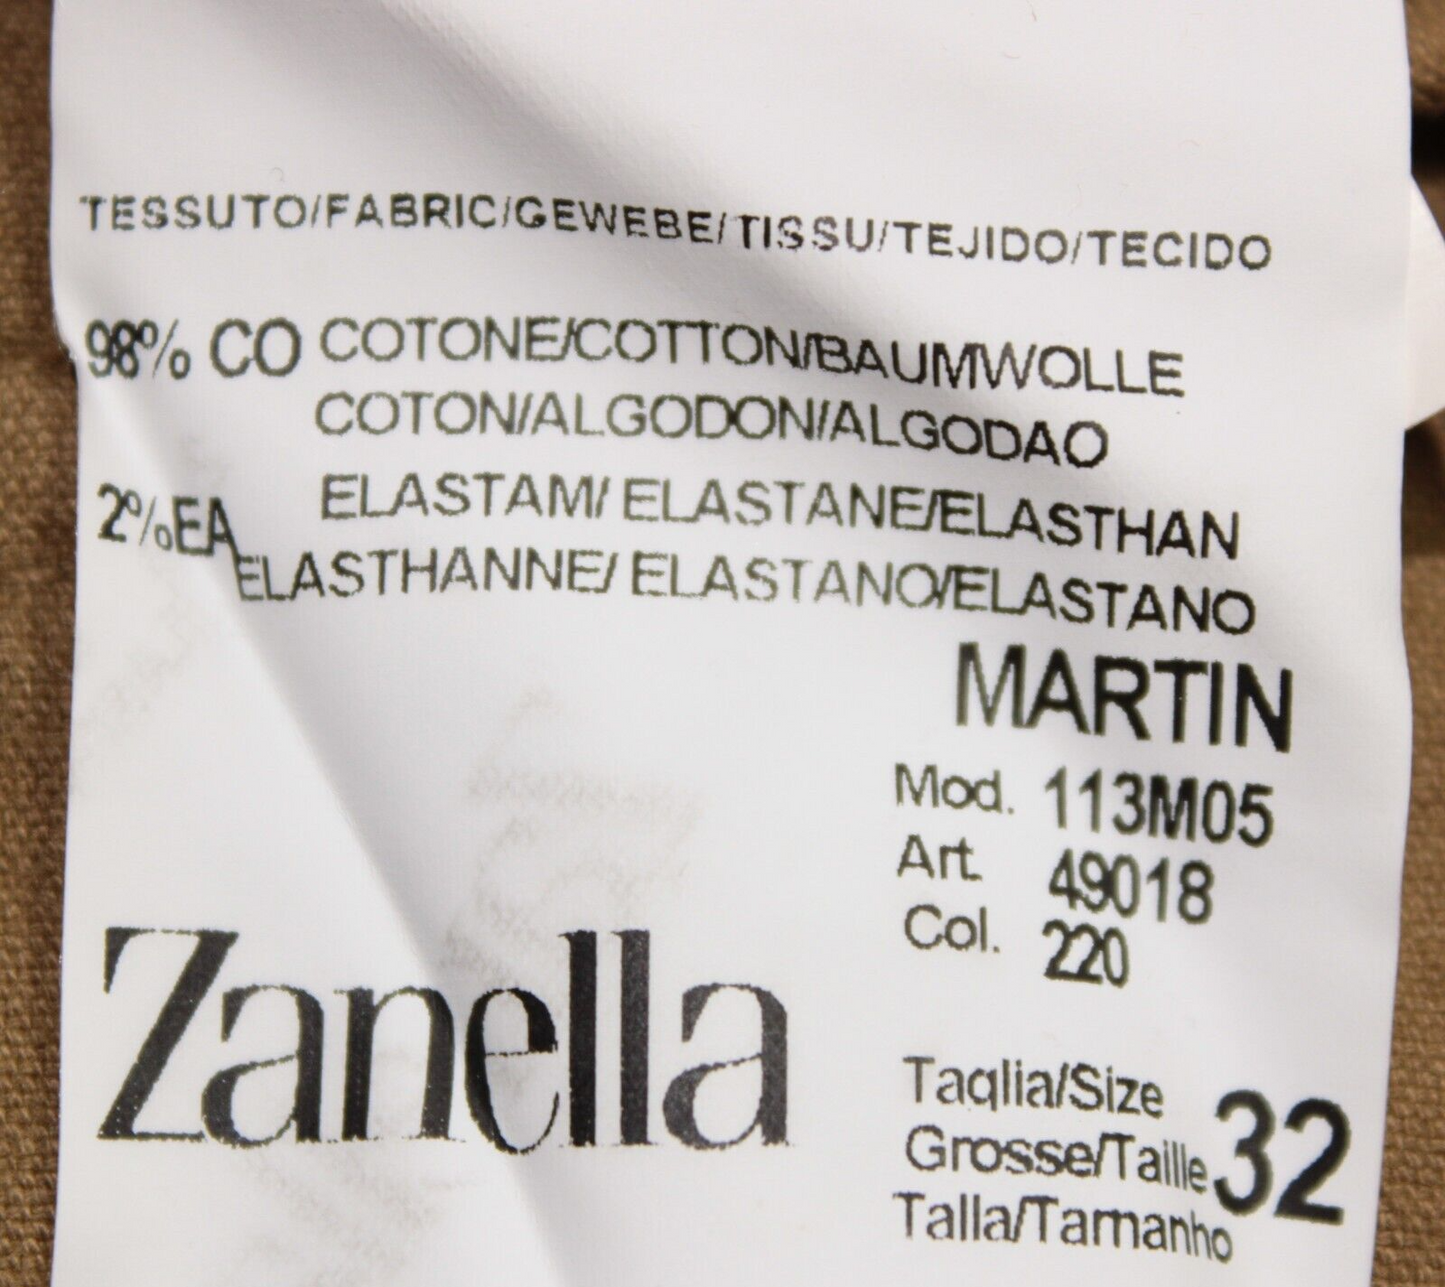 TESSUTO/FABRIC/GEWEBE/TISSU/TEJIDO/TECIDO
98% CO COTONE/COTTON/BAUMWOLLE
COTON/ALGODON/ALGODAO
2%EA ELASTAM/ ELASTANE/ELASTHAN
ELASTHANNE/ ELASTANO/ELASTANO
MARTIN
Mod. 113M05
Art. 49018
Col. 220
Zanella
Taglia/Size
Grosse/Taille 32
Talla/Tamanho